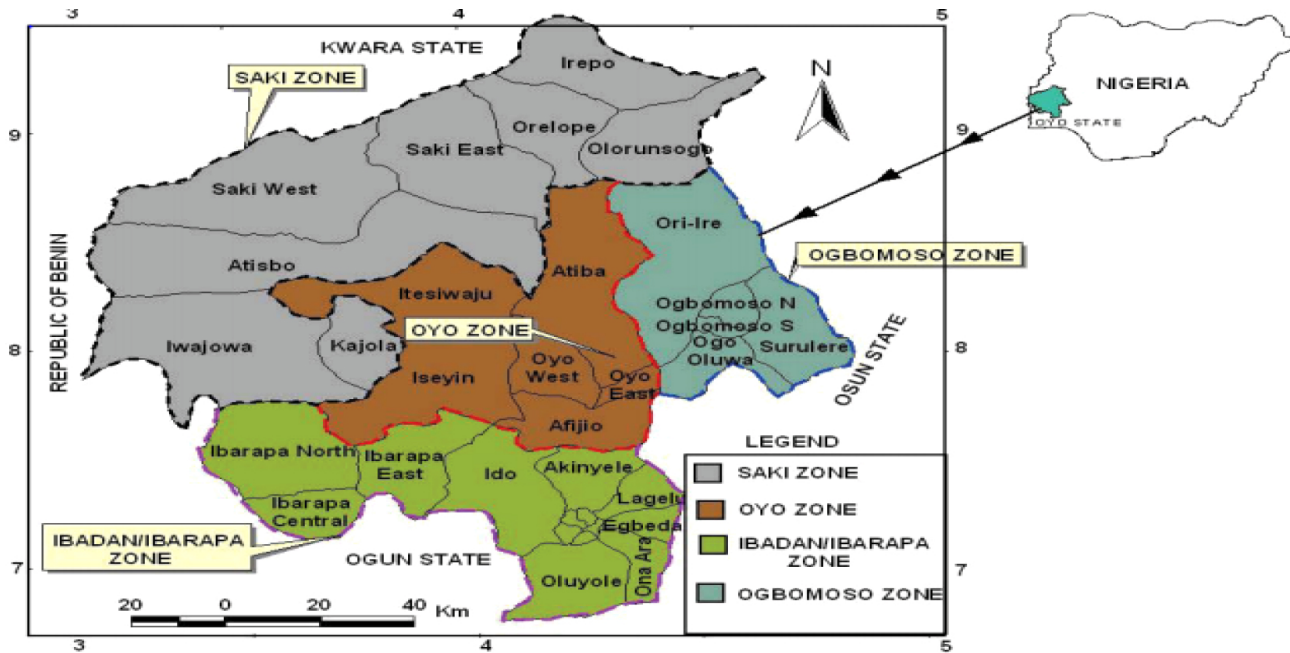 3
4
5
KWARA STATE
SAKI ZONE
Irepo
N
NIGERIA
OYO STATE
9
9
Orelope
Saki East
Olorunsogo
Saki West
Ori-Ire
OGBOMOSO ZONE
Atisbo
Atiba
Itesiwaju
Ogbomoso N
Ogbomoso S
OYO ZONE
REPUBLIC OF BENIN
8
8
Iwajowa
Kajola
Ogo
Oluwa
Surulere
Oyo
West
Iseyin
Oyo
East
OSUN STATE
Afijio
LEGEND
Ibarapa North
Ibarapa
East
Ido
Akinyele
SAKI ZONE
Lagelu
Ibarapa
Central
OYO ZONE
Egbeda
IBADAN/IBARAPA
ZONE
IBADAN/IBARAPA
ZONE
OGUN STATE
Ona Ara
7
7
Oluyole
OGBOMOSO ZONE
20 0 20 40
Km
3
4
5